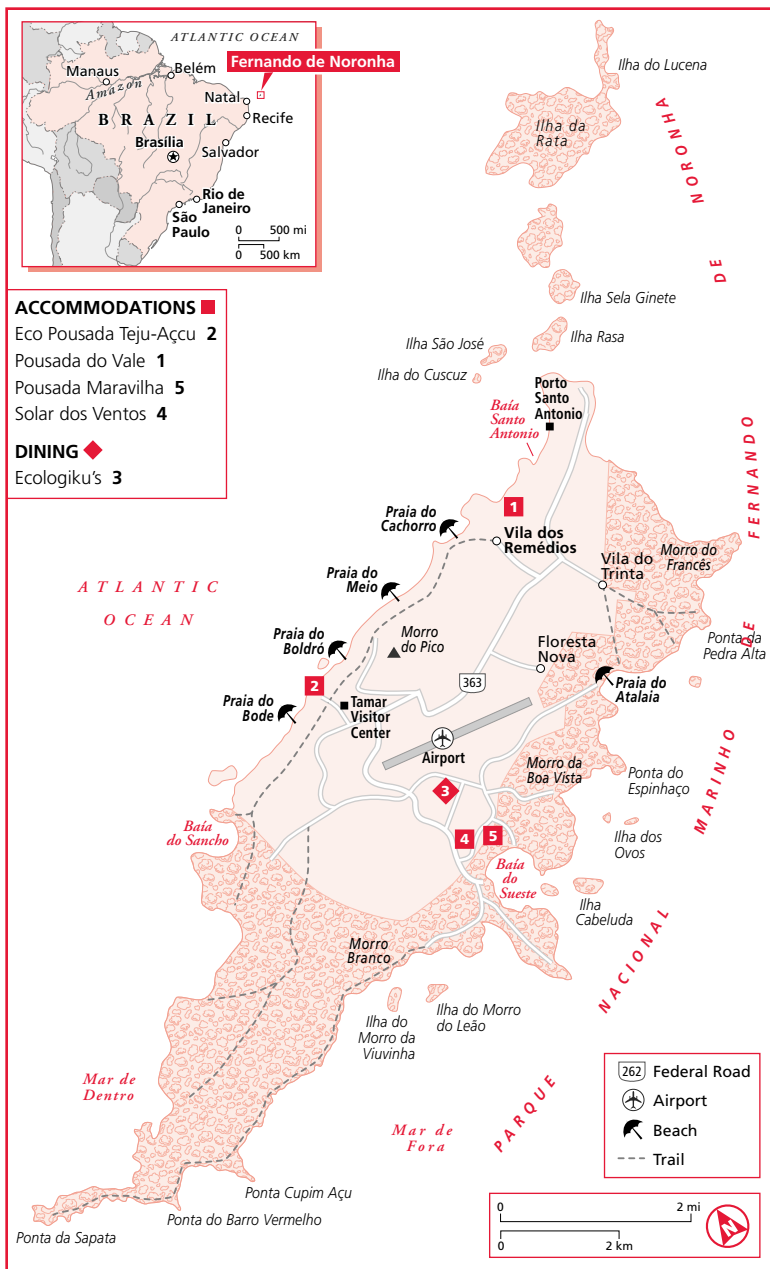 ATLANTIC OCEAN
Fernando de Noronha
Manaus
Belém
Amazon
Natal
BRAZIL
Recife
Brasília
Salvador
Rio de
Janeiro
São
Paulo
0 500 mi
0 500 km
ACCOMMODATIONS
Eco Pousada Teju-Açcu 2
Pousada do Vale 1
Pousada Maravilha 5
Solar dos Ventos 4
DINING
Ecologiku's 3
Ilha do Lucena
Ilha da
Rata
Ilha Sela Ginete
Ilha São José
Ilha Rasa
Ilha do Cuscuz
Porto
Santo
Antonio
Baía
Santo
Antonio
1
Praia do
Cachorro
Vila dos
Remédios
Vila do
Trinta
Morro do
Francês
Praia do
Meio
ATLANTIC
OCEAN
Praia do
Boldró
Morro
do Pico
Floresta
Nova
Ponta da
Pedra Alta
2
363
Praia do
Atalaia
Praia do
Bode
Tamar
Visitor
Center
Airport
Morro da
Boa Vista
Ponta do
Espinhaço
3
Baía
do Sancho
4
5
Ilha dos
Ovos
Baía
do
Sueste
Ilha
Cabeluda
Morro
Branco
Ilha do
Morro da
Viuvinha
Ilha do Morro
do Leão
Mar de
Dentro
Mar de
Fora
PARQUE NACIONAL MARINHO DE FERNANDO DE NORONHA
Ponta Cupim Açu
Ponta do Barro Vermelho
Ponta da Sapata
262 Federal Road
Airport
Beach
Trail
0 2 mi
0 2 km
N